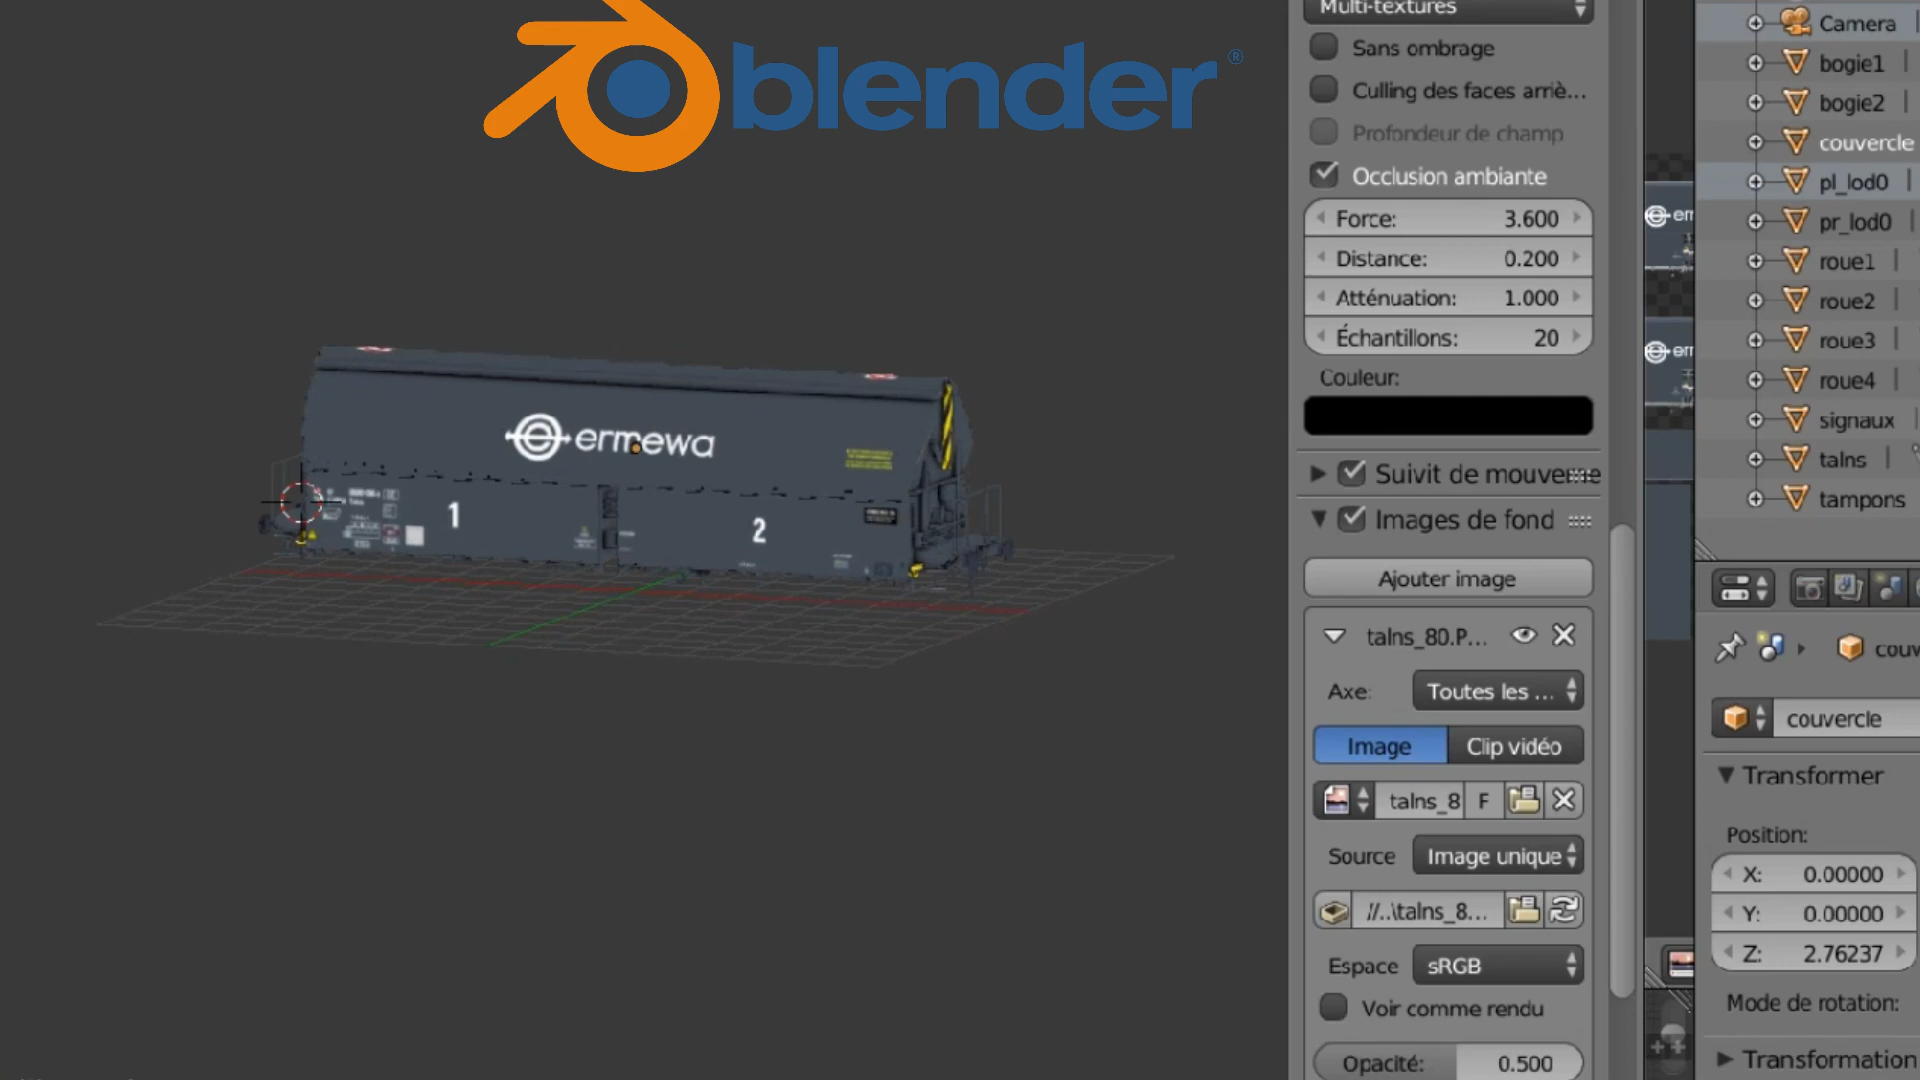 blender®
ermewa
1
2
Multi-textures
Sans ombrage
Culling des faces arriè...
Profondeur de champ
Occlusion ambiante
Force: 3.600
Distance: 0.200
Atténuation: 1.000
Échantillons: 20
Couleur:
Suivit de mouveme
Images de fond
Ajouter image
talns_80.P...
Axe: Toutes les ...
Image Clip vidéo
talns_8 F
Source Image unique
//..\talns_8...
Espace sRGB
Voir comme rendu
Opacité: 0.500
erm
erm
Camera
bogie1
bogie2
couvercle
pl_lod0
pr_lod0
roue1
roue2
roue3
roue4
signaux
talns
tampons
couv
couvercle
Transformer
Position:
X: 0.00000
Y: 0.00000
Z: 2.76237
Mode de rotation:
Transformation